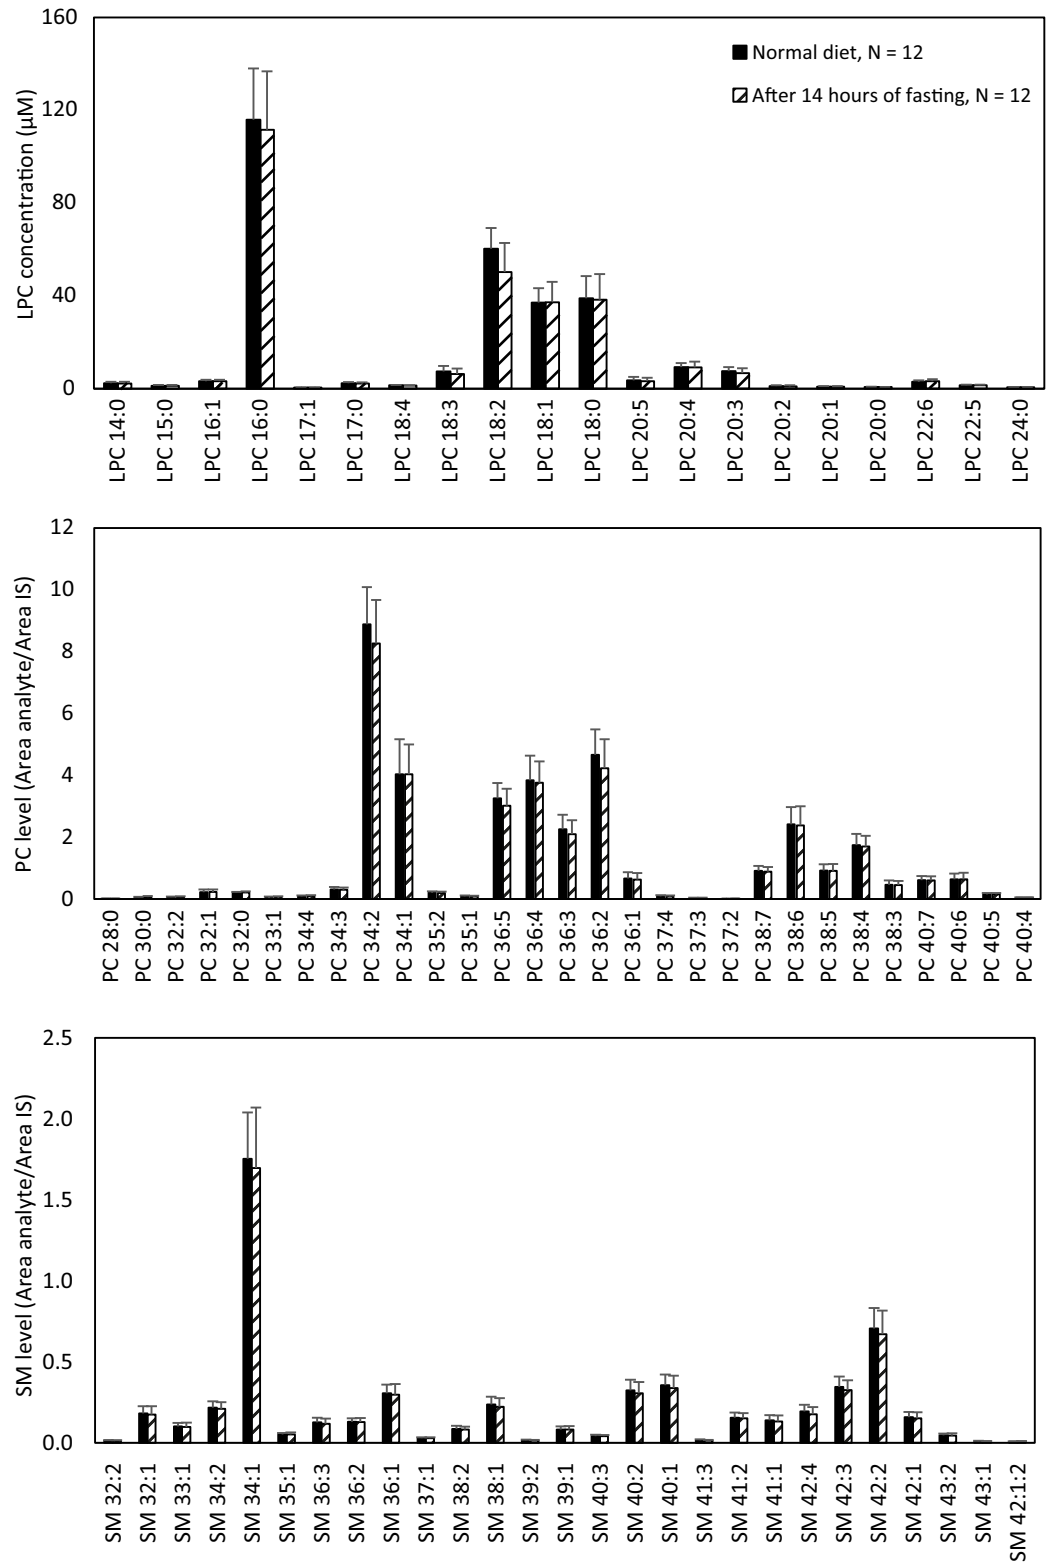 160
120
80
40
0
LPC concentration (µM)
Normal diet, N = 12
After 14 hours of fasting, N = 12
LPC 14:0
LPC 15:0
LPC 16:1
LPC 16:0
LPC 17:1
LPC 17:0
LPC 18:4
LPC 18:3
LPC 18:2
LPC 18:1
LPC 18:0
LPC 20:5
LPC 20:4
LPC 20:3
LPC 20:2
LPC 20:1
LPC 20:0
LPC 22:6
LPC 22:5
LPC 24:0
12
10
8
6
4
2
0
PC level (Area analyte/Area IS)
PC 28:0
PC 30:0
PC 32:2
PC 32:1
PC 32:0
PC 33:1
PC 34:4
PC 34:3
PC 34:2
PC 34:1
PC 35:2
PC 35:1
PC 36:5
PC 36:4
PC 36:3
PC 36:2
PC 36:1
PC 37:4
PC 37:3
PC 37:2
PC 38:7
PC 38:6
PC 38:5
PC 38:4
PC 38:3
PC 40:7
PC 40:6
PC 40:5
PC 40:4
2.5
2.0
1.5
1.0
0.5
0.0
SM level (Area analyte/Area IS)
SM 32:2
SM 32:1
SM 33:1
SM 34:2
SM 34:1
SM 35:1
SM 36:3
SM 36:2
SM 36:1
SM 37:1
SM 38:2
SM 38:1
SM 39:2
SM 39:1
SM 40:3
SM 40:2
SM 40:1
SM 41:3
SM 41:2
SM 41:1
SM 42:4
SM 42:3
SM 42:2
SM 42:1
SM 43:2
SM 43:1
SM 42:1:2